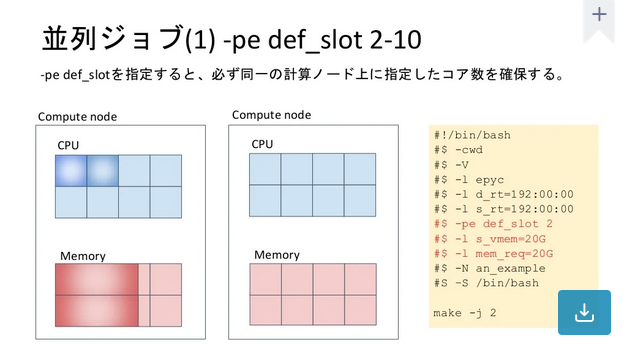 並列ジョブ(1) -pe def_slot 2-10
-pe def_slotを指定すると、必ず同一の計算ノード上に指定したコア数を確保する。
Compute node
CPU
Memory
Compute node
CPU
Memory
#!/bin/bash
#$ -cwd
#$ -V
#$ -l epyc
#$ -l d_rt=192:00:00
#$ -l s_rt=192:00:00
#$ -pe def_slot 2
#$ -l s_vmem=20G
#$ -l mem_req=20G
#$ -N an_example
#S -S /bin/bash
make -j 2